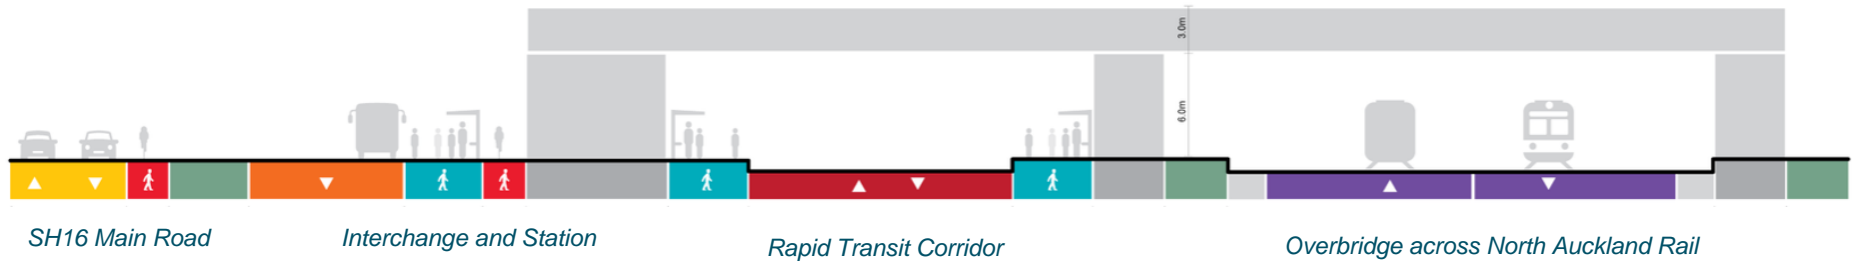 3.0m
6.0m
SH16 Main Road
Interchange and Station
Rapid Transit Corridor
Overbridge across North Auckland Rail